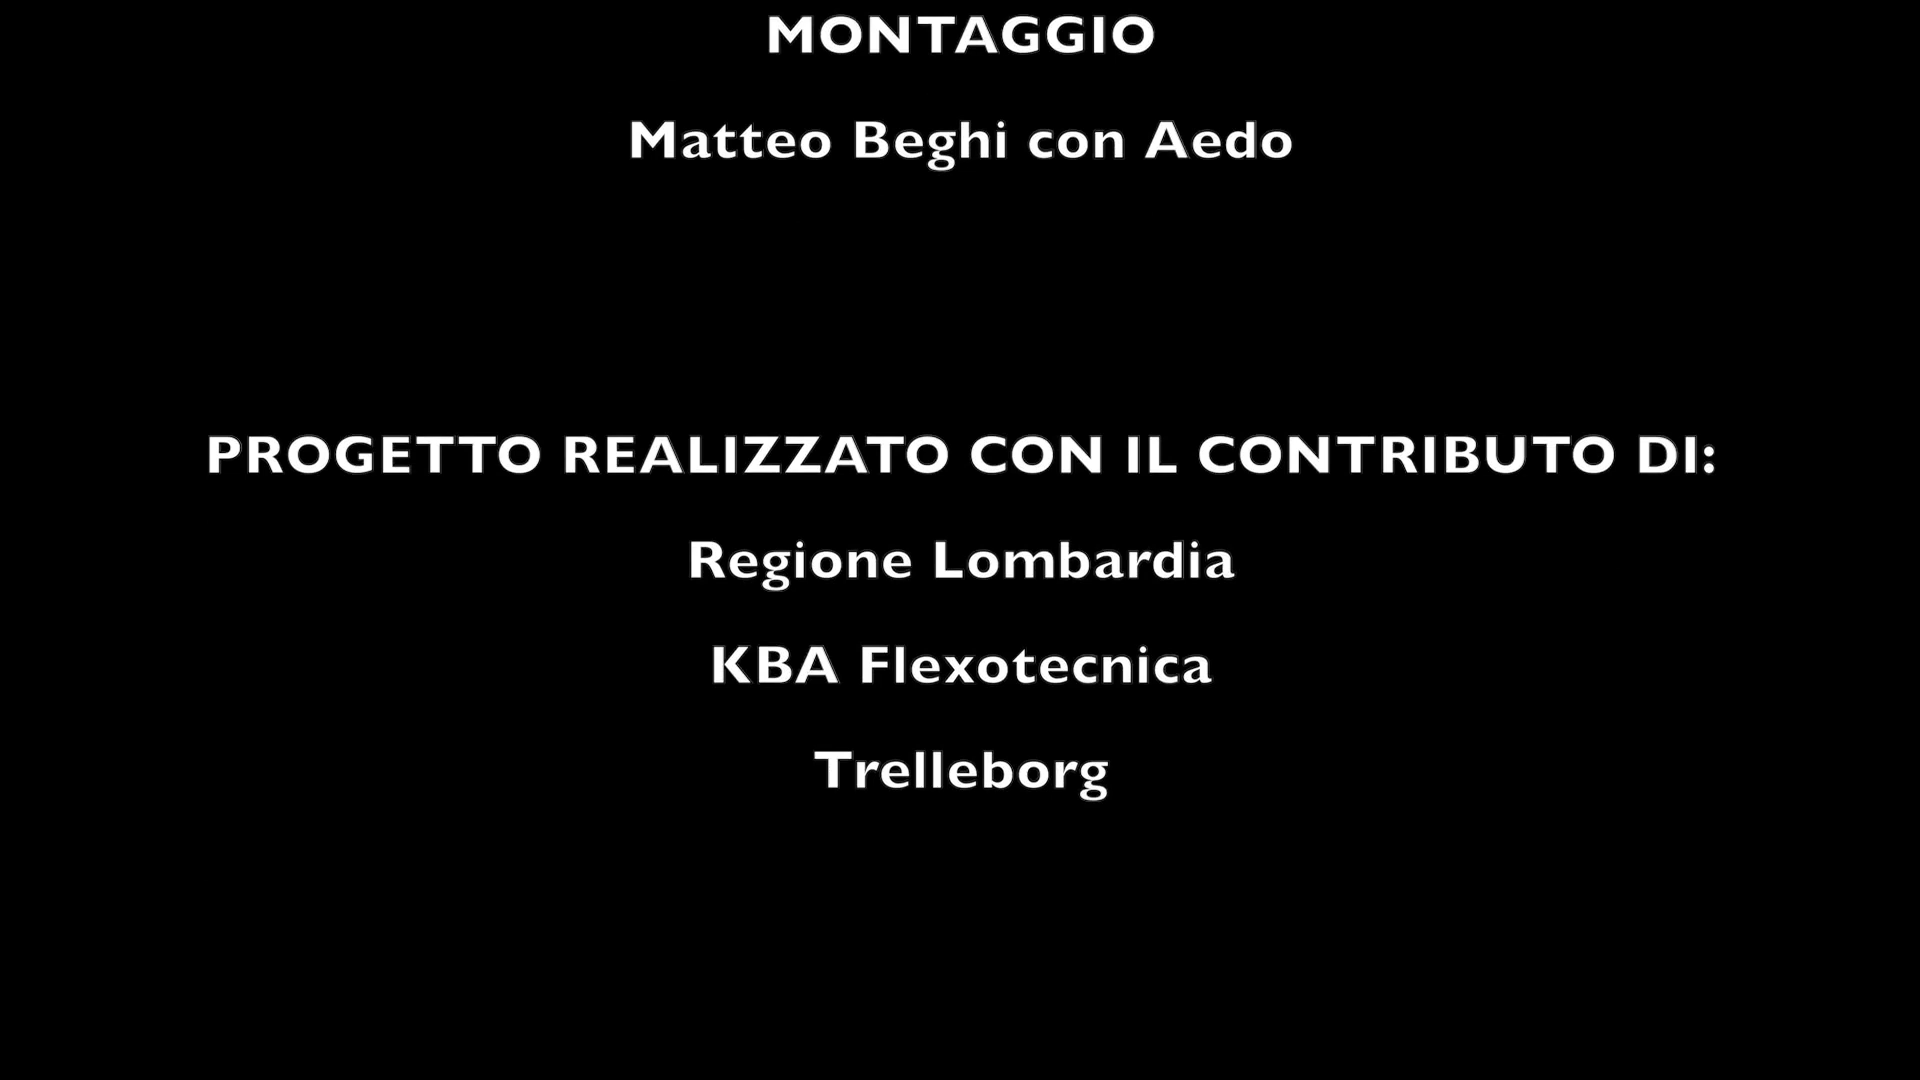 MONTAGGIO
Matteo Beghi con Aedo
PROGETTO REALIZZATO CON IL CONTRIBUTO DI:
Regione Lombardia
KBA Flexotecnica
Trelleborg